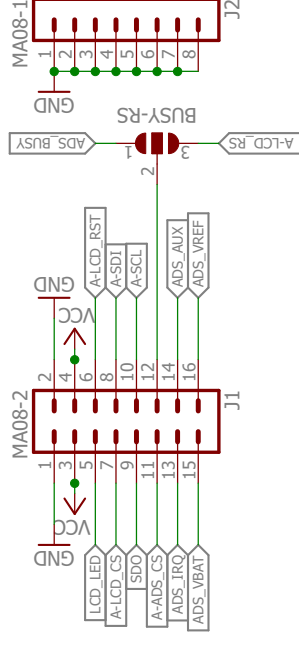 MA08-1
J2
1
2
3
4
5
6
7
8
GND
BUSY-RS
ADS_BUSY
1
3
A-LCD_RS
2
A-LCD_RST
A-SDI
A-SCL
ADS_AUX
ADS_VREF
GND
VCC
2
4
6
8
10
12
14
16
MA08-2
J1
1
3
5
7
9
11
13
15
VCC
GND
LCD_LED
A-LCD_CS
SDO
A-ADS_CS
ADS_IRQ
ADS_VBAT